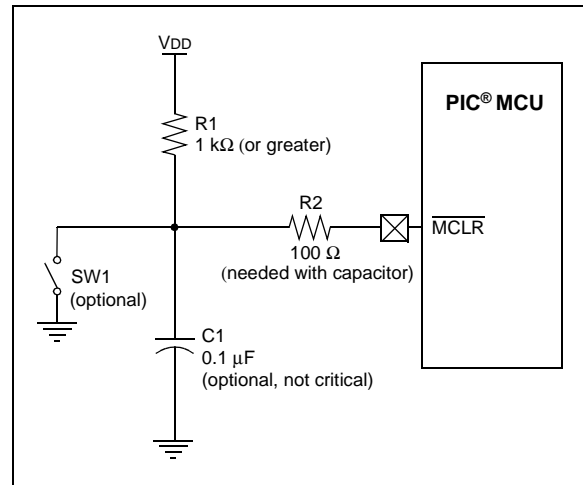 VDD
PIC® MCU
R1
1 kΩ (or greater)
R2
100 Ω
(needed with capacitor)
MCLR
SW1
(optional)
C1
0.1 μF
(optional, not critical)